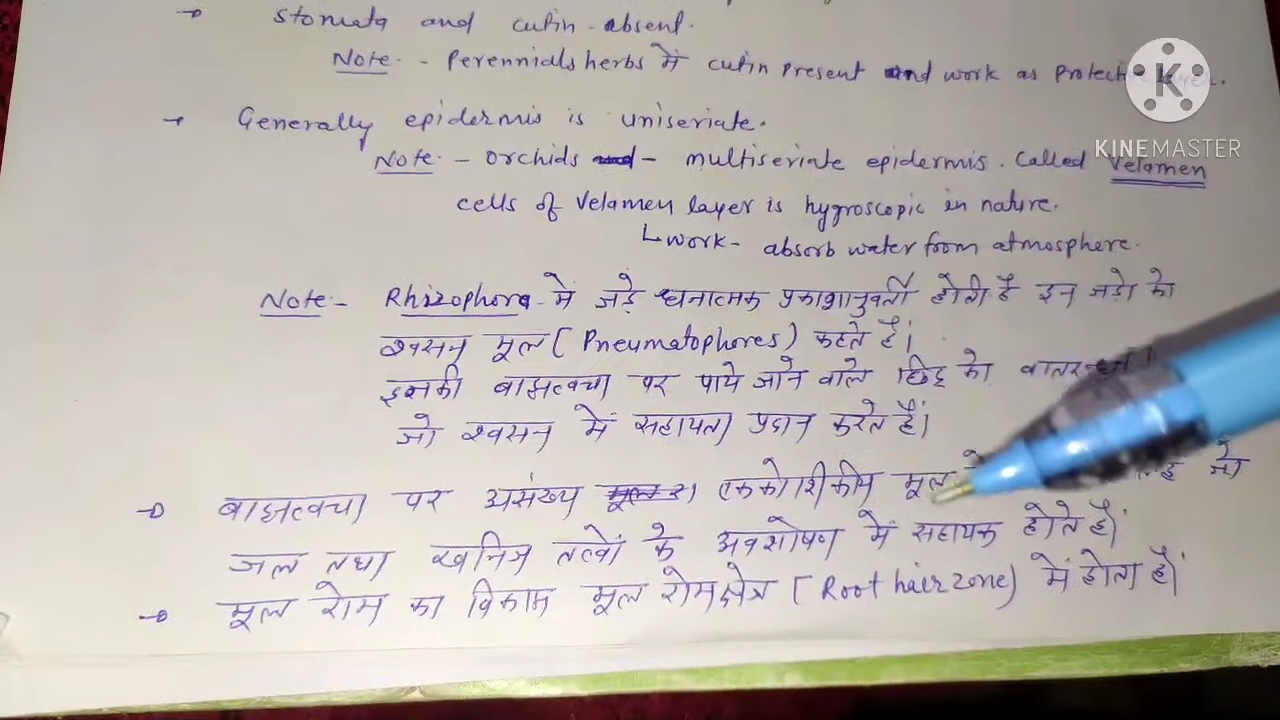 → stomata and cutin - absent.
Note. - Perennials herbs में cutin present and work as protect
→ Generally epidermis is uniseriate.
Note. - orchids and - multiseriate epidermis. called Velamen
cells of velamen layer is hygroscopic in nature.
work - absorb water from atmosphere.
Note - Rhizophora - में जड़े धनात्मक प्रकाशानुवर्ती होती है इन जड़ो को
श्वसन मूल (Pneumatophores) कहते हैं।
इसकी बाह्यत्वचा पर पाये जाने वाले छिद्र को
जो श्वसन में सहायता प्रदान करते हैं।
→ बाह्यत्वचा पर असंख्य एककोशिकीय मूल जो
जल तथा खनिज तत्वों के अवशोषण में सहायक होते हैं।
→ मूल रोम का विकास मूल रोमक्षेत्र (Root hair zone) में होता है।
KINEMASTER